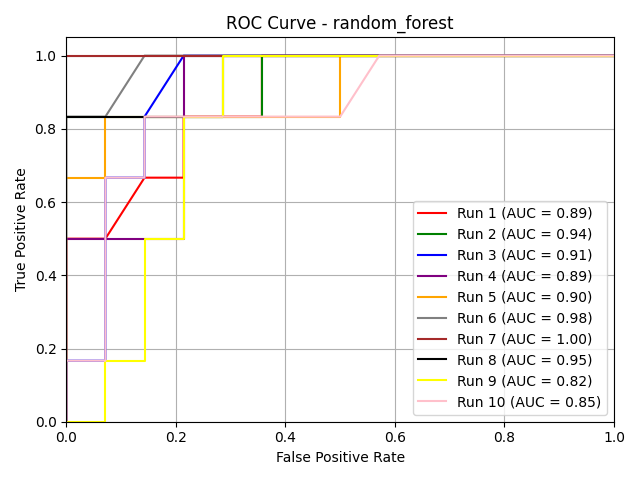 ROC Curve - random_forest
True Positive Rate
1.0
0.8
0.6
0.4
0.2
0.0
0.0 0.2 0.4 0.6 0.8 1.0
False Positive Rate
Run 1 (AUC = 0.89)
Run 2 (AUC = 0.94)
Run 3 (AUC = 0.91)
Run 4 (AUC = 0.89)
Run 5 (AUC = 0.90)
Run 6 (AUC = 0.98)
Run 7 (AUC = 1.00)
Run 8 (AUC = 0.95)
Run 9 (AUC = 0.82)
Run 10 (AUC = 0.85)